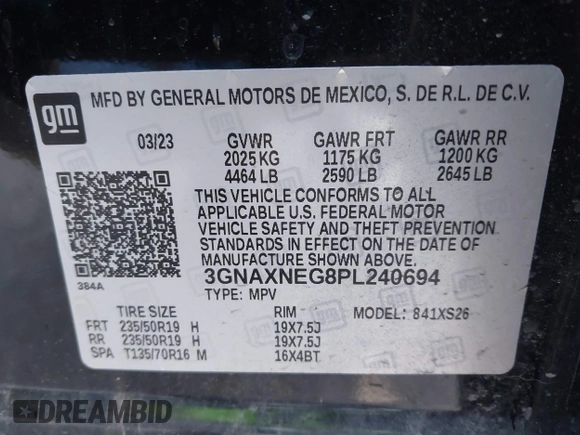 gm MFD BY GENERAL MOTORS DE MEXICO, S. DE R.L. DE C.V.
03/23 GVWR GAWR FRT GAWR RR
2025 KG 1175 KG 1200 KG
4464 LB 2590 LB 2645 LB
THIS VEHICLE CONFORMS TO ALL
APPLICABLE U.S. FEDERAL MOTOR
VEHICLE SAFETY AND THEFT PREVENTION
STANDARDS IN EFFECT ON THE DATE OF
MANUFACTURE SHOWN ABOVE.
384A 3GNAXNEG8PL240694
TYPE: MPV
TIRE SIZE RIM MODEL: 841XS26
FRT 235/50R19 H 19X7.5J
RR 235/50R19 H 19X7.5J
SPA T135/70R16 M 16X4BT
DREAMBID